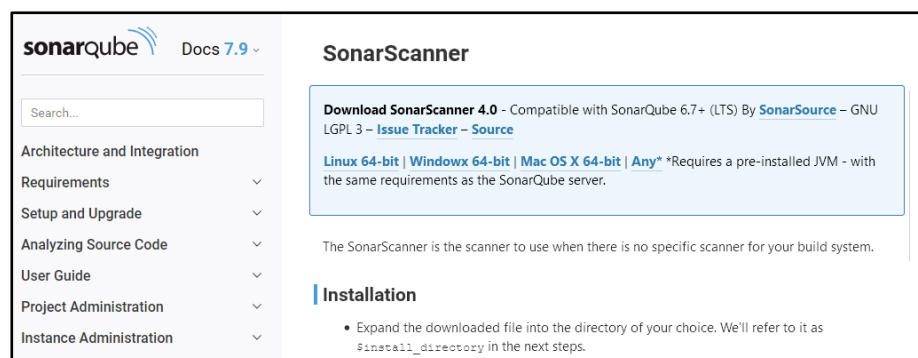 sonarqube Docs 7.9
Search...
Architecture and Integration
Requirements
Setup and Upgrade
Analyzing Source Code
User Guide
Project Administration
Instance Administration
SonarScanner
Download SonarScanner 4.0 - Compatible with SonarQube 6.7+ (LTS) By SonarSource – GNU
LGPL 3 – Issue Tracker – Source
Linux 64-bit | Windowx 64-bit | Mac OS X 64-bit | Any* *Requires a pre-installed JVM - with
the same requirements as the SonarQube server.
The SonarScanner is the scanner to use when there is no specific scanner for your build system.
Installation
• Expand the downloaded file into the directory of your choice. We'll refer to it as
$install_directory in the next steps.